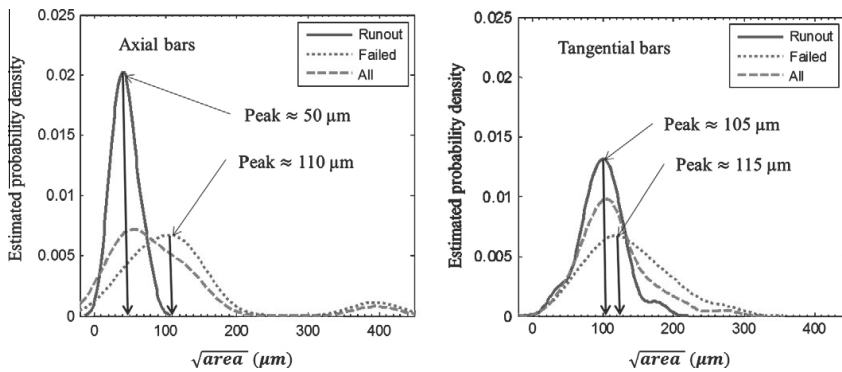 Axial bars
Runout
Failed
All
Peak ≈ 50 μm
Peak ≈ 110 μm
Estimated probability density
0.025
0.02
0.015
0.01
0.005
0
0 100 200 300 400
√area (μm)
Tangential bars
Runout
Failed
All
Peak ≈ 105 μm
Peak ≈ 115 μm
Estimated probability density
0.025
0.02
0.015
0.01
0.005
0
0 100 200 300 400
√area (μm)